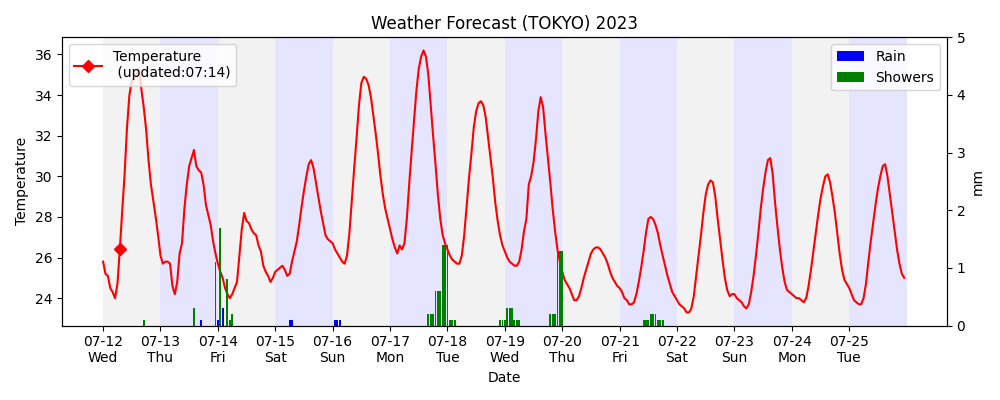 Weather Forecast (TOKYO) 2023
Temperature
(updated:07:14)
Rain
Showers
36
34
32
30
28
26
24
Temperature
5
4
3
2
1
0
mm
07-12 07-13 07-14 07-15 07-16 07-17 07-18 07-19 07-20 07-21 07-22 07-23 07-24 07-25
Wed Thu Fri Sat Sun Mon Tue Wed Thu Fri Sat Sun Mon Tue
Date